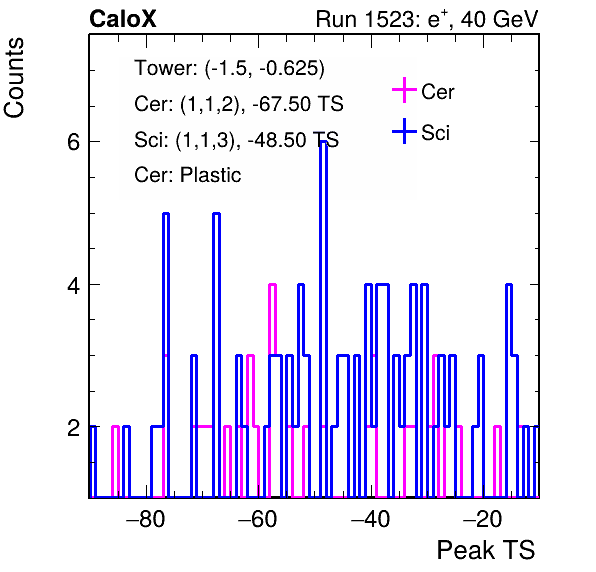 CaloX Run 1523: e⁺, 40 GeV
Counts
Tower: (-1.5, -0.625)
Cer: (1,1,2), -67.50 TS
Sci: (1,1,3), -48.50 TS
Cer: Plastic
Cer
Sci
6
4
2
−80 −60 −40 −20
Peak TS